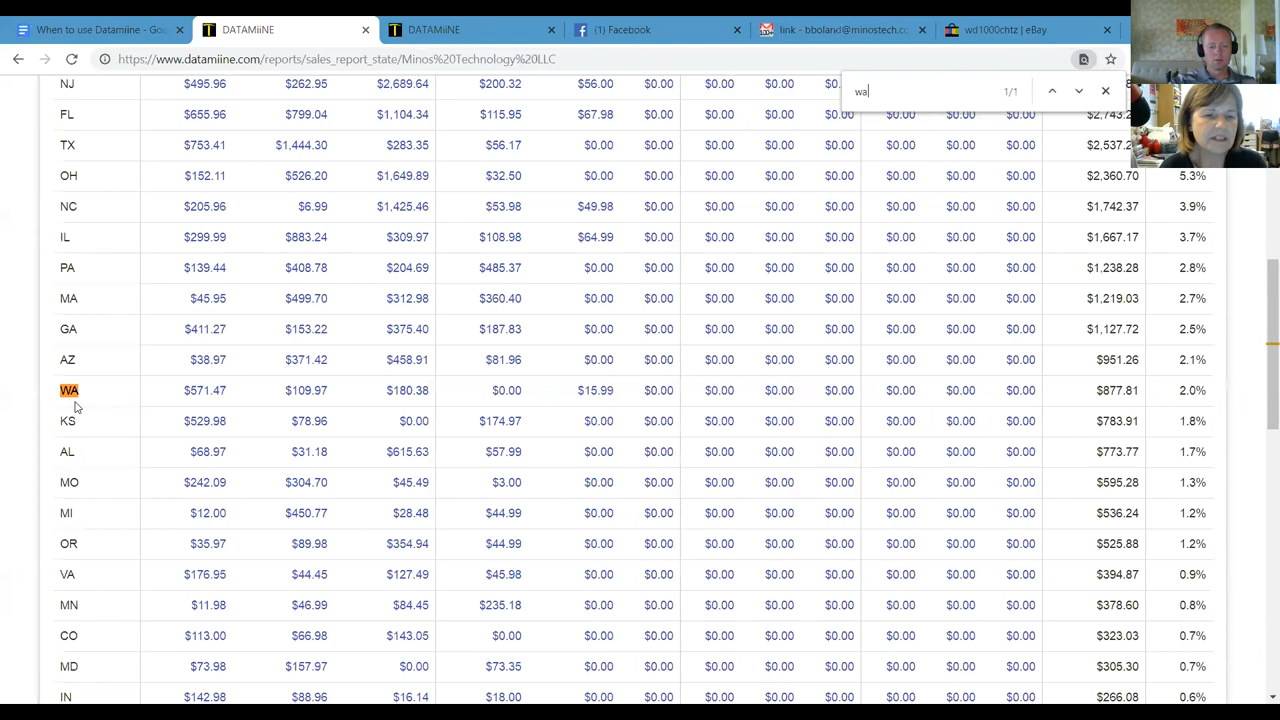 When to use Datamiine - Goo
DATAMiiNE
DATAMiiNE
(1) Facebook
link - bboland@minostech.co
wd1000chtz | eBay
https://www.datamiine.com/reports/sales_report_state/Minos%20Technology%20LLC
wa 1/1
NJ $495.96 $262.95 $2,689.64 $200.32 $56.00 $0.00 $0.00 $0.00
FL $655.96 $799.04 $1,104.34 $115.95 $67.98 $0.00 $0.00 $0.00 $0.00 $0.00 $0.00 $0.00
TX $753.41 $1,444.30 $283.35 $56.17 $0.00 $0.00 $0.00 $0.00 $0.00 $0.00 $0.00 $0.00
OH $152.11 $526.20 $1,649.89 $32.50 $0.00 $0.00 $0.00 $0.00 $0.00 $0.00 $0.00 $0.00 $2,360.70 5.3%
NC $205.96 $6.99 $1,425.46 $53.98 $49.98 $0.00 $0.00 $0.00 $0.00 $0.00 $0.00 $0.00 $1,742.37 3.9%
IL $299.99 $883.24 $309.97 $108.98 $64.99 $0.00 $0.00 $0.00 $0.00 $0.00 $0.00 $0.00 $1,667.17 3.7%
PA $139.44 $408.78 $204.69 $485.37 $0.00 $0.00 $0.00 $0.00 $0.00 $0.00 $0.00 $0.00 $1,238.28 2.8%
MA $45.95 $499.70 $312.98 $360.40 $0.00 $0.00 $0.00 $0.00 $0.00 $0.00 $0.00 $0.00 $1,219.03 2.7%
GA $411.27 $153.22 $375.40 $187.83 $0.00 $0.00 $0.00 $0.00 $0.00 $0.00 $0.00 $0.00 $1,127.72 2.5%
AZ $38.97 $371.42 $458.91 $81.96 $0.00 $0.00 $0.00 $0.00 $0.00 $0.00 $0.00 $0.00 $951.26 2.1%
WA $571.47 $109.97 $180.38 $0.00 $15.99 $0.00 $0.00 $0.00 $0.00 $0.00 $0.00 $0.00 $877.81 2.0%
KS $529.98 $78.96 $0.00 $174.97 $0.00 $0.00 $0.00 $0.00 $0.00 $0.00 $0.00 $0.00 $783.91 1.8%
AL $68.97 $31.18 $615.63 $57.99 $0.00 $0.00 $0.00 $0.00 $0.00 $0.00 $0.00 $0.00 $773.77 1.7%
MO $242.09 $304.70 $45.49 $3.00 $0.00 $0.00 $0.00 $0.00 $0.00 $0.00 $0.00 $0.00 $595.28 1.3%
MI $12.00 $450.77 $28.48 $44.99 $0.00 $0.00 $0.00 $0.00 $0.00 $0.00 $0.00 $0.00 $536.24 1.2%
OR $35.97 $89.98 $354.94 $44.99 $0.00 $0.00 $0.00 $0.00 $0.00 $0.00 $0.00 $0.00 $525.88 1.2%
VA $176.95 $44.45 $127.49 $45.98 $0.00 $0.00 $0.00 $0.00 $0.00 $0.00 $0.00 $0.00 $394.87 0.9%
MN $11.98 $46.99 $84.45 $235.18 $0.00 $0.00 $0.00 $0.00 $0.00 $0.00 $0.00 $0.00 $378.60 0.8%
CO $113.00 $66.98 $143.05 $0.00 $0.00 $0.00 $0.00 $0.00 $0.00 $0.00 $0.00 $0.00 $323.03 0.7%
MD $73.98 $157.97 $0.00 $73.35 $0.00 $0.00 $0.00 $0.00 $0.00 $0.00 $0.00 $0.00 $305.30 0.7%
IN $142.98 $88.96 $16.14 $18.00 $0.00 $0.00 $0.00 $0.00 $0.00 $0.00 $0.00 $0.00 $266.08 0.6%